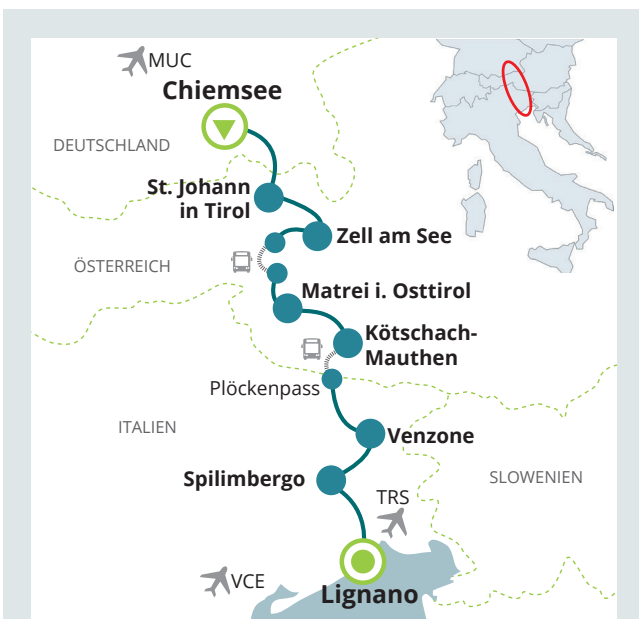 MUC
Chiemsee
DEUTSCHLAND
St. Johann
in Tirol
Zell am See
ÖSTERREICH
Matrei i. Osttirol
Kötschach-
Mauthen
Plöckenpass
ITALIEN
Venzone
Spilimbergo
SLOWENIEN
TRS
VCE
Lignano